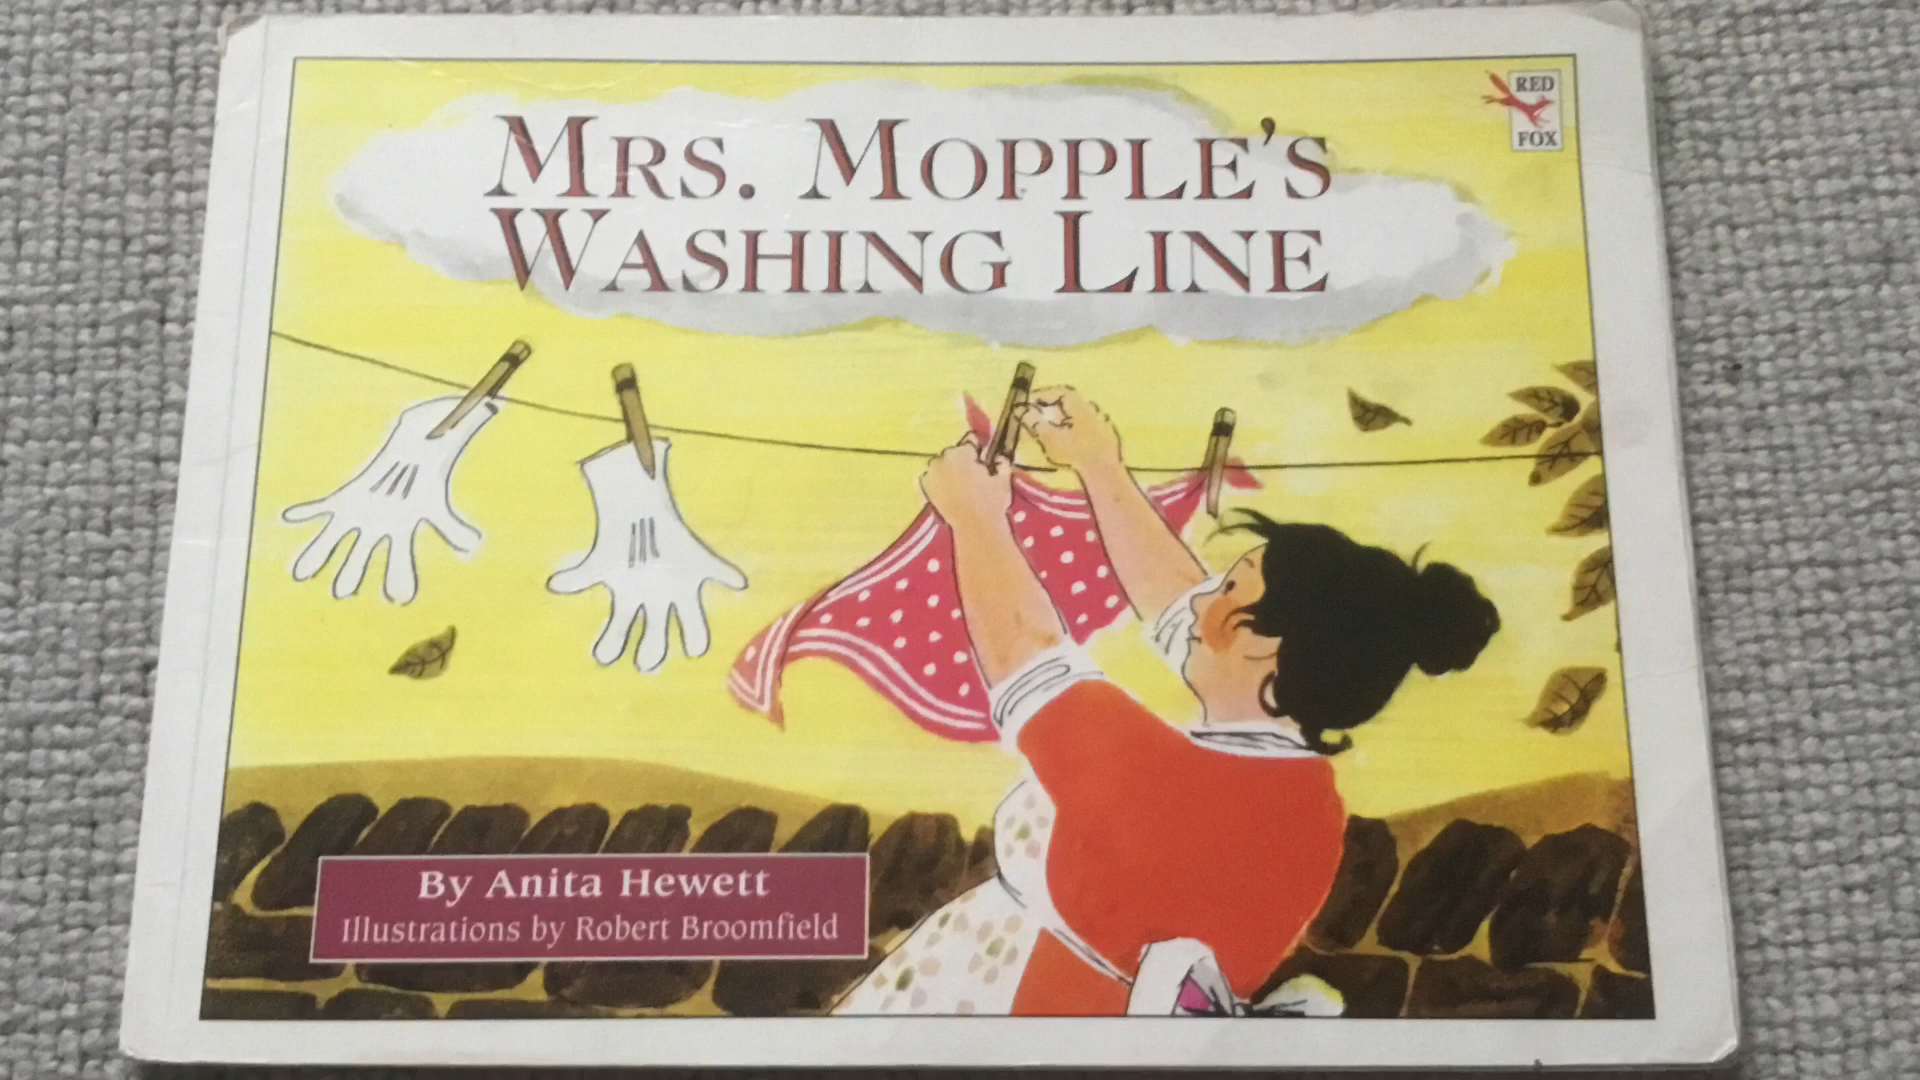 RED
FOX
MRS. MOPPLE'S
WASHING LINE
By Anita Hewett
Illustrations by Robert Broomfield